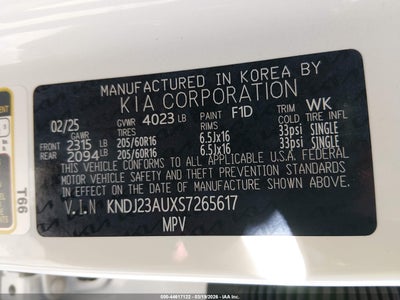 MANUFACTURED IN KOREA BY
KIA CORPORATION
02/25 GVWR 4023 LB PAINT F1D TRIM WK
GAWR TIRES RIMS COLD TIRE INFL
FRR 2315 LB 205/60R16 6.5Jx16 33psi SINGLE
REAR 2094 LB 205/60R16 6.5Jx16 33psi SINGLE
THIS VEHICLE CONFORMS TO ALL APPLICABLE
U.S. FEDERAL MOTOR VEHICLE SAFETY AND
THEFT PREVENTION STANDARDS IN EFFECT ON
THE DATE OF MANUFACTURE SHOWN ABOVE
V.I.N KNDJ23AUXS7265617
MPV
T66
500-44617132 - 03/19/2026 - IAA Inc.